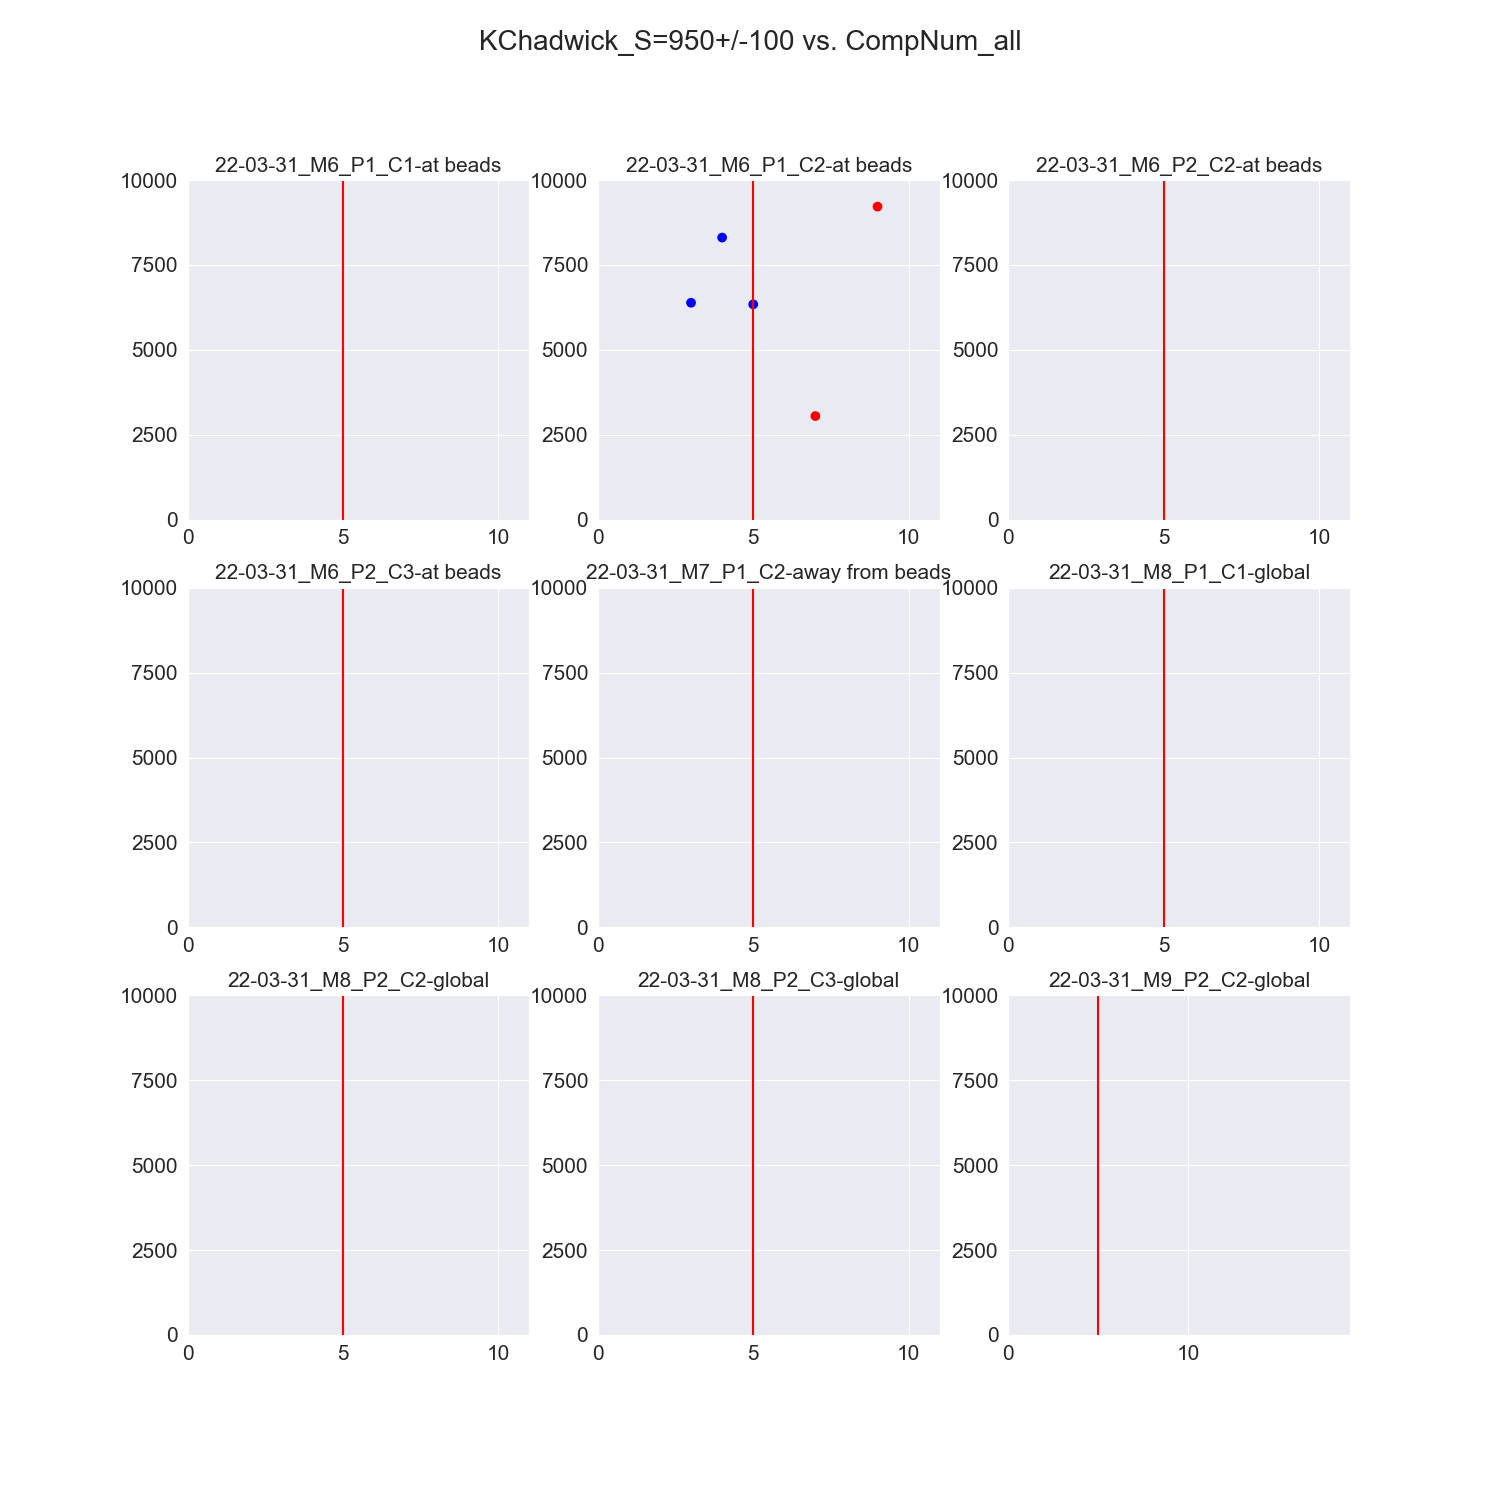 KChadwick_S=950+/-100 vs. CompNum_all
22-03-31_M6_P1_C1-at beads
10000
7500
5000
2500
0
0 5 10
22-03-31_M6_P1_C2-at beads
10000
7500
5000
2500
0
0 5 10
22-03-31_M6_P2_C2-at beads
10000
7500
5000
2500
0
0 5 10
22-03-31_M6_P2_C3-at beads
10000
7500
5000
2500
0
0 5 10
22-03-31_M7_P1_C2-away from beads
10000
7500
5000
2500
0
0 5 10
22-03-31_M8_P1_C1-global
10000
7500
5000
2500
0
0 5 10
22-03-31_M8_P2_C2-global
10000
7500
5000
2500
0
0 5 10
22-03-31_M8_P2_C3-global
10000
7500
5000
2500
0
0 5 10
22-03-31_M9_P2_C2-global
10000
7500
5000
2500
0
0 10